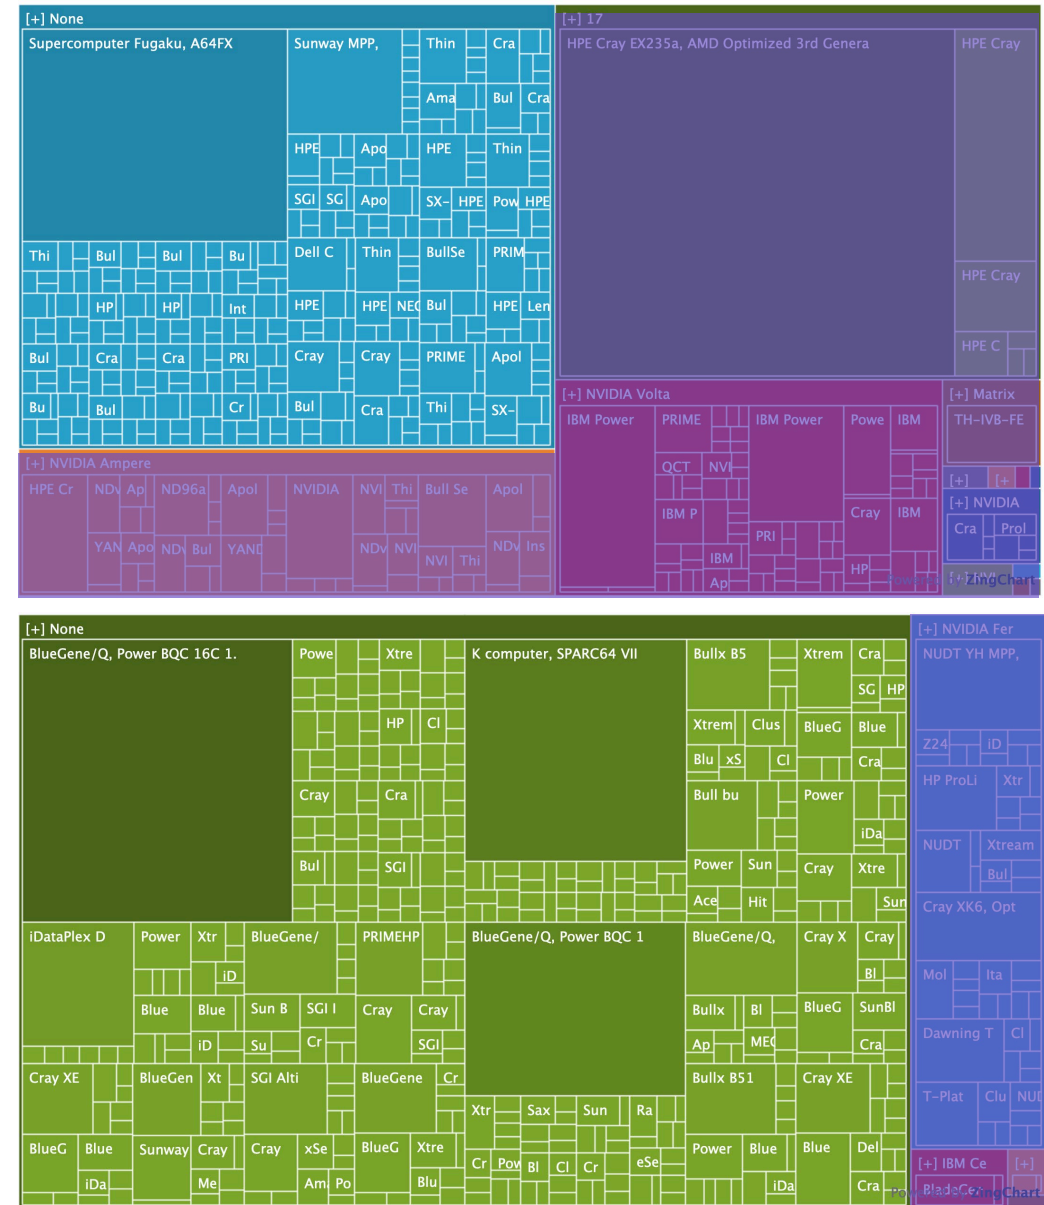 [+] None
Supercomputer Fugaku, A64FX
Sunway MPP,
Thin
Cra
Ama
Bul
Cra
HPE
Apo
HPE
Thin
SGI
SG
Apo
SX-
HPE
Pow
HPE
Thi
Bul
Bul
Bu
Dell C
Thin
BullSe
PRIM
HP
HP
Int
HPE
HPE
NEC
Bul
HPE
Len
Bul
Cra
Cra
PRI
Cray
Cray
PRIME
Apol
Bu
Bul
Cr
Bul
Cra
Thi
SX-
[+] 17
HPE Cray EX235a, AMD Optimized 3rd Genera
HPE Cray
HPE Cray
HPE C
[+] NVIDIA Volta
IBM Power
PRIME
IBM Power
Powe
IBM
QCT
NVI
IBM P
Cray
IBM
PRI
IBM
HP
Ap
[+] Matrix
TH-IVB-FE
[+]
[+
[+] NVIDIA
Cra
Prol
Powered by ZingChart
[+] NVIDIA Ampere
HPE Cr
NDv
Ap
ND96a
Apol
NVIDIA
NVI
Thi
Bull Se
Apol
YAN
Apo
NDv
Bul
YAND
NDv
NVI
NVI
Thi
NDv
Ins
[+] None
BlueGene/Q, Power BQC 16C 1.
Powe
Xtre
K computer, SPARC64 VII
Bullx B5
Xtrem
Cra
SG
HP
HP
Cl
Xtrem
Clus
BlueG
Blue
Blu
xS
Cl
Cra
Cray
Cra
Bull bu
Power
iDa
Bul
SGI
Power
Sun
Cray
Xtre
Ace
Hit
Sun
iDataPlex D
Power
Xtr
BlueGene/
PRIMEHP
BlueGene/Q, Power BQC 1
BlueGene/Q,
Cray X
Cray
iD
Bl
Blue
Blue
Sun B
SGI I
Cray
Cray
Bullx
Bl
BlueG
SunBl
iD
Su
Cr
SGI
Ap
MEG
Cra
Cray XE
BlueGen
Xt
SGI Alti
BlueGene
Cr
Bullx B51
Cray XE
Xtr
Sax
Sun
Ra
BlueG
Blue
Sunway
Cray
Cray
xSe
BlueG
Xtre
Power
Blue
Blue
Del
Cr
Pow
Bl
Cl
Cr
eSe
iDa
Me
Am
Po
Blu
iDa
Cra
[+] NVIDIA Fer
NUDT YH MPP,
Z24
iD
HP ProLi
Xtr
NUDT
Xtream
Bul
Cray XK6, Opt
Mol
Ita
Dawning T
Cl
T-Plat
Clu
NUD
[+] IBM Ce
[+]
BladeCe
Powered by ZingChart